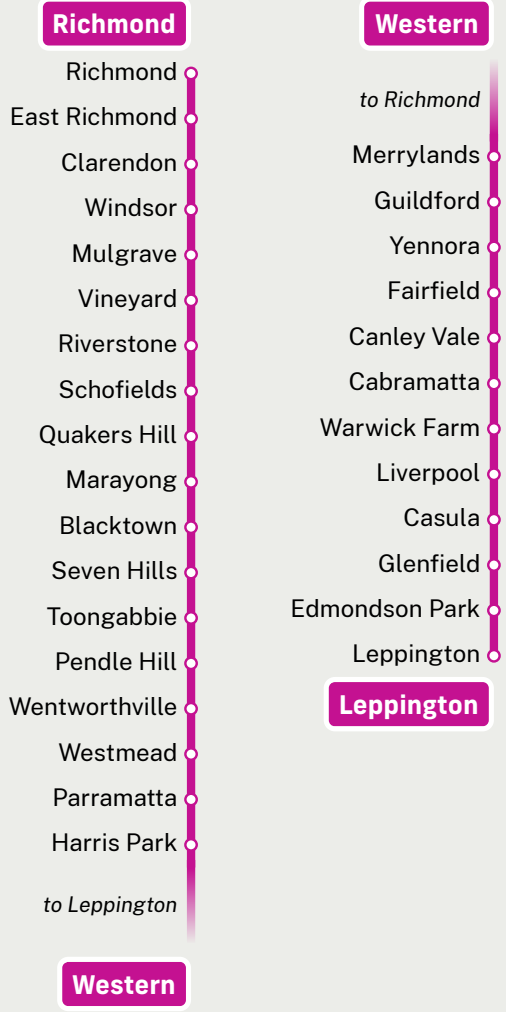 Richmond
Richmond
East Richmond
Clarendon
Windsor
Mulgrave
Vineyard
Riverstone
Schofields
Quakers Hill
Marayong
Blacktown
Seven Hills
Toongabbie
Pendle Hill
Wentworthville
Westmead
Parramatta
Harris Park
to Leppington
Western
Western
to Richmond
Merrylands
Guildford
Yennora
Fairfield
Canley Vale
Cabramatta
Warwick Farm
Liverpool
Casula
Glenfield
Edmondson Park
Leppington
Leppington